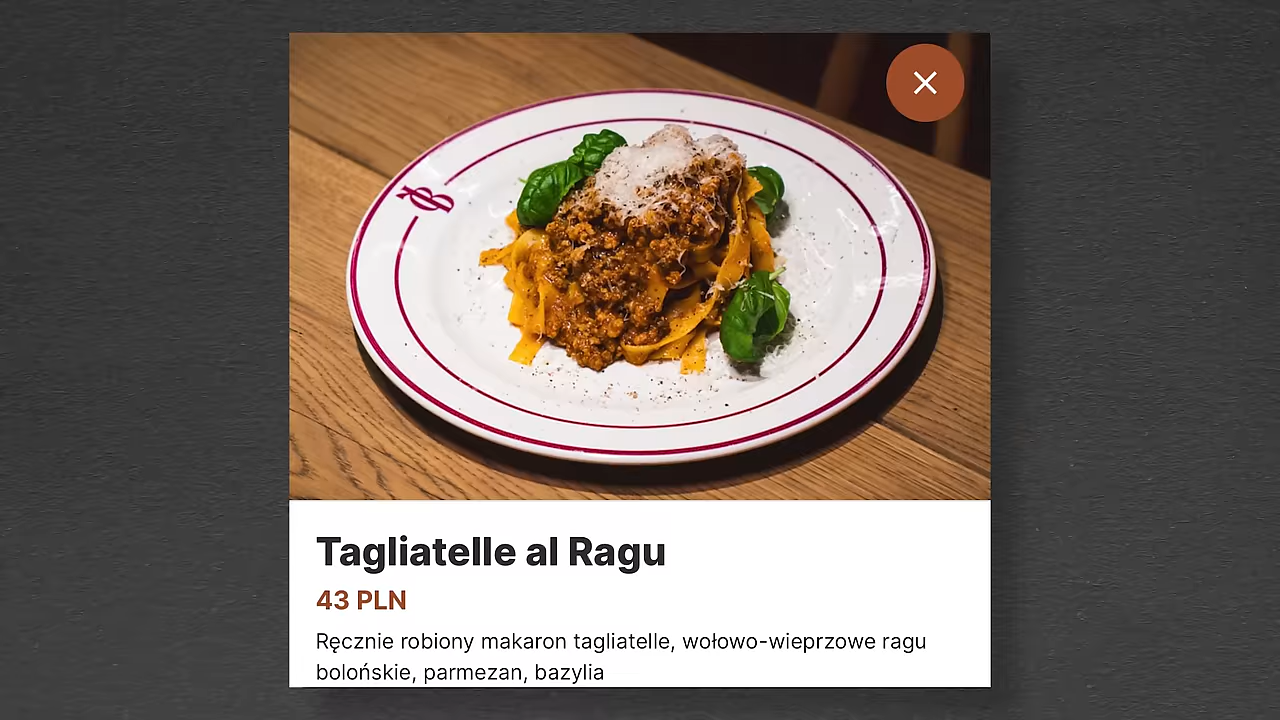 Tagliatelle al Ragu
43 PLN
Ręcznie robiony makaron tagliatelle, wołowo-wieprzowe ragu
bolońskie, parmezan, bazylia